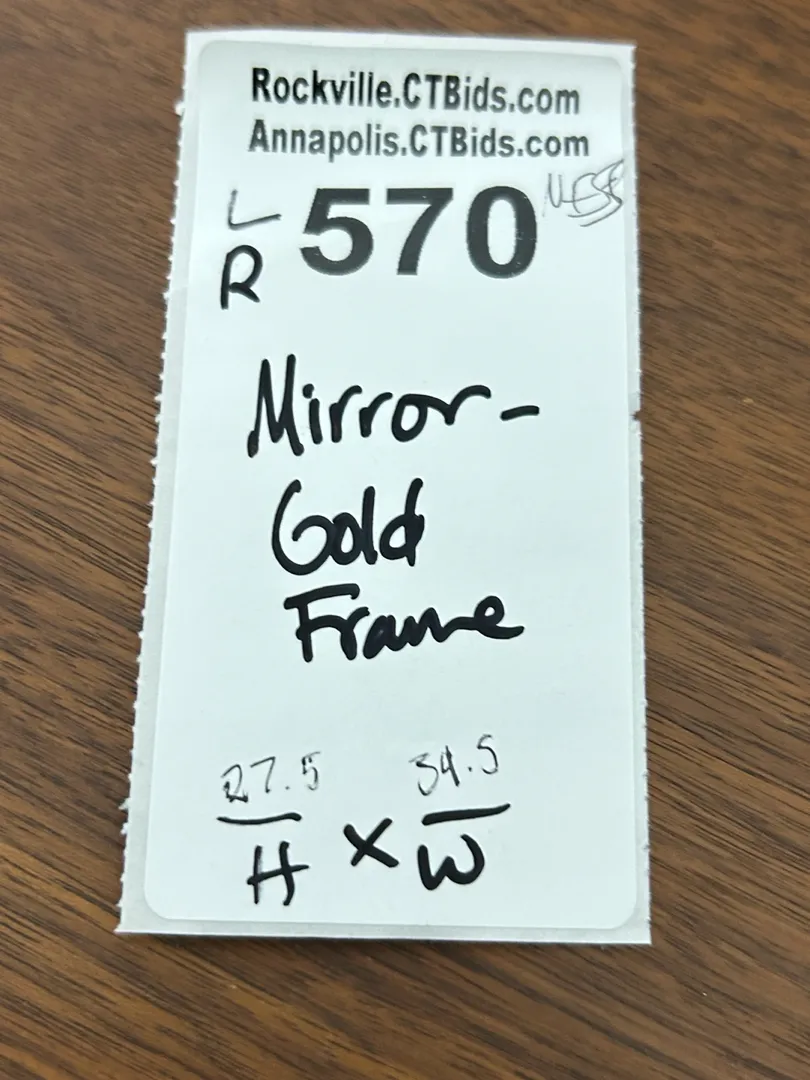 Rockville.CTBids.com
Annapolis.CTBids.com
L
R
570
Mirror-
Gold
Frame
27.5 34.5
H x W